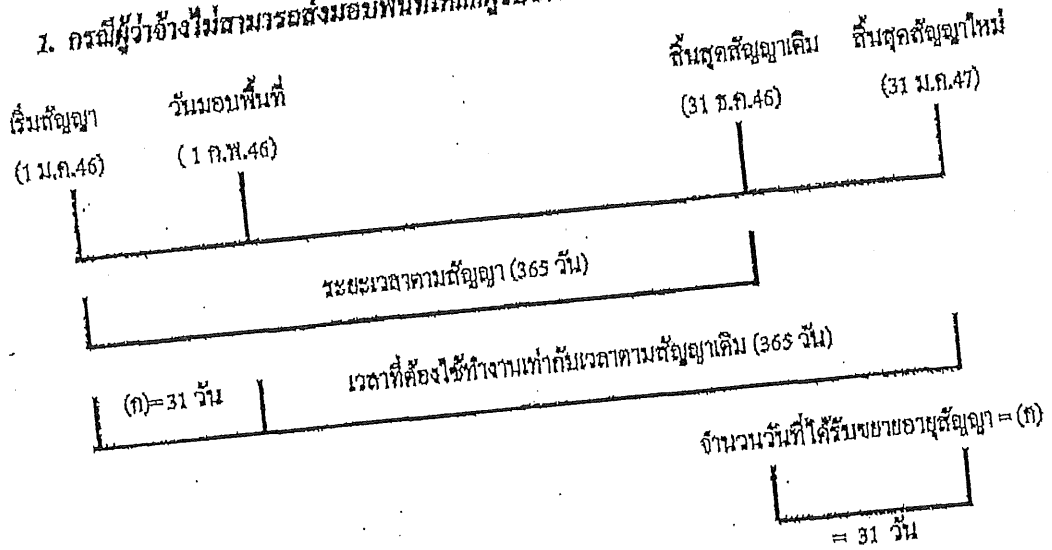 1. กรณีผู้ว่าจ้างไม่สามารถส่งมอบพื้นที่
เริ่มสัญญา
(1 ม.ค.46)
วันมอบพื้นที่
( 1 ก.พ.46)
สิ้นสุดสัญญาเดิม
(31 ธ.ค.46)
สิ้นสุดสัญญาใหม่
(31 ม.ค.47)
ระยะเวลาตามสัญญา (365 วัน)
(ก)=31 วัน
เวลาที่ต้องใช้ทำงานเท่ากับเวลาตามสัญญาเดิม (365 วัน)
จำนวนวันที่ได้รับขยายอายุสัญญา = (ก)
= 31 วัน